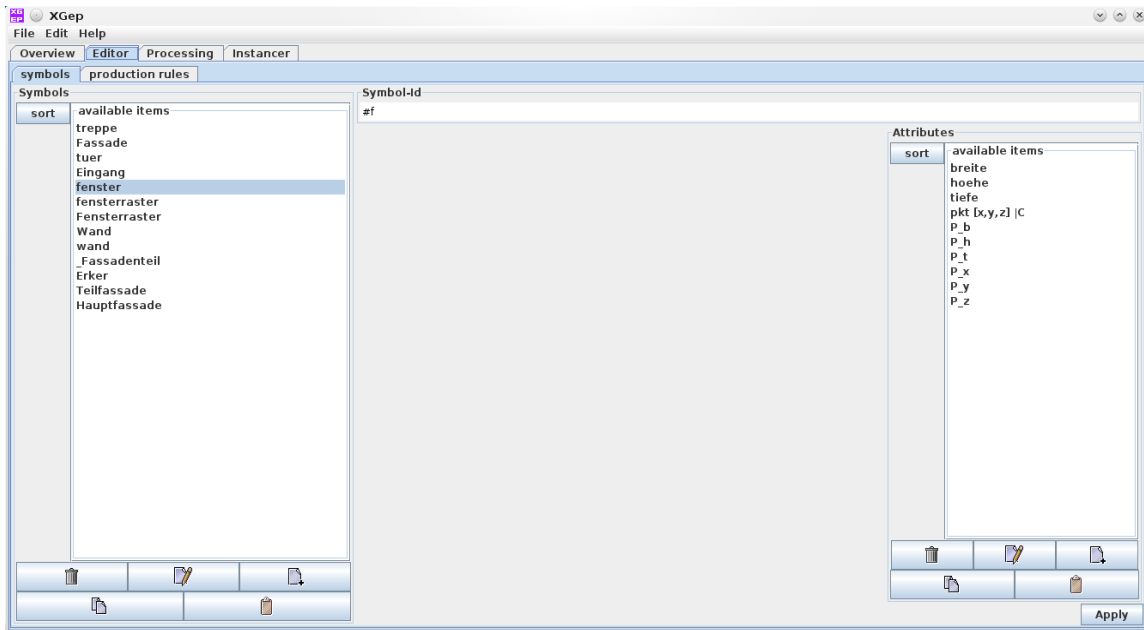 XG
EP
XGep
File Edit Help
Overview Editor Processing Instancer
symbols production rules
Symbols
sort
available items
treppe
Fassade
tuer
Eingang
fenster
fensterraster
Fensterraster
Wand
wand
_Fassadenteil
Erker
Teilfassade
Hauptfassade
Symbol-Id
#f
Attributes
sort
available items
breite
hoehe
tiefe
pkt [x,y,z] |C
P_b
P_h
P_t
P_x
P_y
P_z
Apply